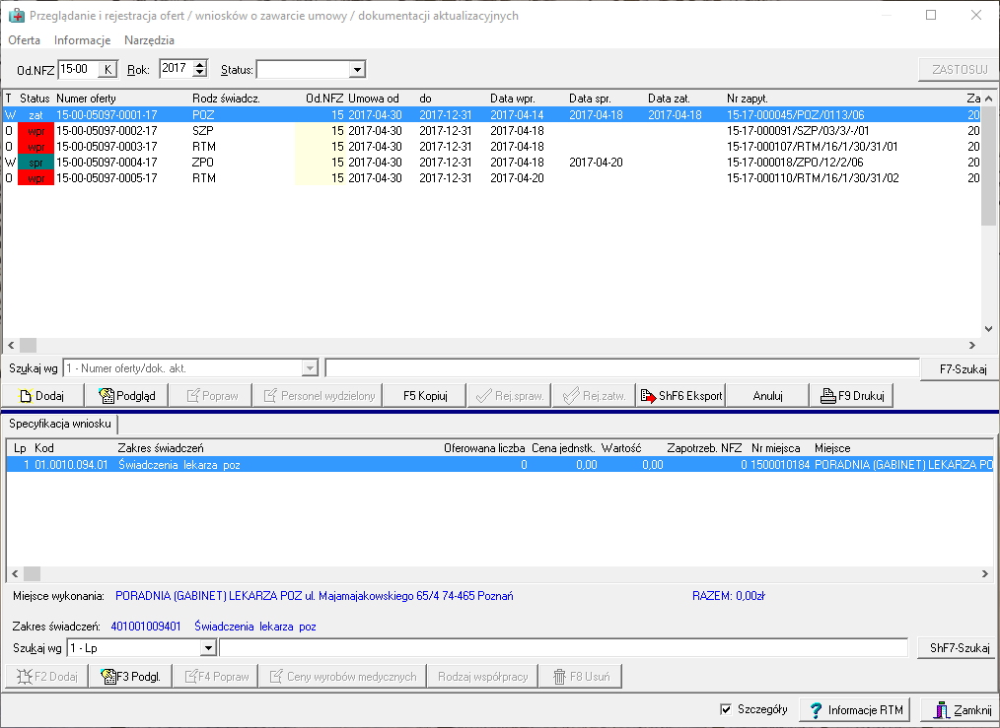 Przeglądanie i rejestracja ofert / wniosków o zawarcie umowy / dokumentacji aktualizacyjnych
Oferta Informacje Narzędzia
Od.NFZ 15-00 K Rok: 2017 Status: ZASTOSUJ
T Status Numer oferty Rodz świadcz. Od.NFZ Umowa od do Data wpr. Data spr. Data zat. Nr zapyt. Za
W zat 15-00-05097-0001-17 POZ 15 2017-04-30 2017-12-31 2017-04-14 2017-04-18 2017-04-18 15-17-000045/POZ/0113/06 20
O wpr 15-00-05097-0002-17 SZP 15 2017-04-30 2017-12-31 2017-04-18 15-17-000091/SZP/03/3/-/01 20
O wpr 15-00-05097-0003-17 RTM 15 2017-04-30 2017-12-31 2017-04-18 15-17-000107/RTM/16/1/30/31/01 20
W spr 15-00-05097-0004-17 ZPO 15 2017-04-30 2017-12-31 2017-04-18 2017-04-20 15-17-000018/ZPO/12/2/06 20
O wpr 15-00-05097-0005-17 RTM 15 2017-04-30 2017-12-31 2017-04-20 15-17-000110/RTM/16/1/30/31/02 20
Szukaj wg 1 - Numer oferty/dok. akt. F7-Szukaj
Dodaj Podgląd Popraw Personel wydzielony F5 Kopiuj Rej.spraw. Rej.zatw. ShF6 Eksport Anuluj F9 Drukuj
Specyfikacja wniosku
Lp Kod Zakres świadczeń Oferowana liczba Cena jednstk. Wartość Zapotrzeb. NFZ Nr miejsca Miejsce
1 01.0010.094.01 Świadczenia lekarza poz 0 0,00 0,00 0 1500010184 PORADNIA (GABINET) LEKARZA PO
Miejsce wykonania: PORADNIA (GABINET) LEKARZA POZ ul. Majamajakowskiego 65/4 74-465 Poznań RAZEM: 0,00zł
Zakres świadczeń: 401001009401 Świadczenia lekarza poz
Szukaj wg 1 - Lp ShF7-Szukaj
F2 Dodaj F3 Podgl. F4 Popraw Ceny wyrobów medycznych Rodzaj współpracy F8 Usuń
Szczegóły Informacje RTM Zamknij